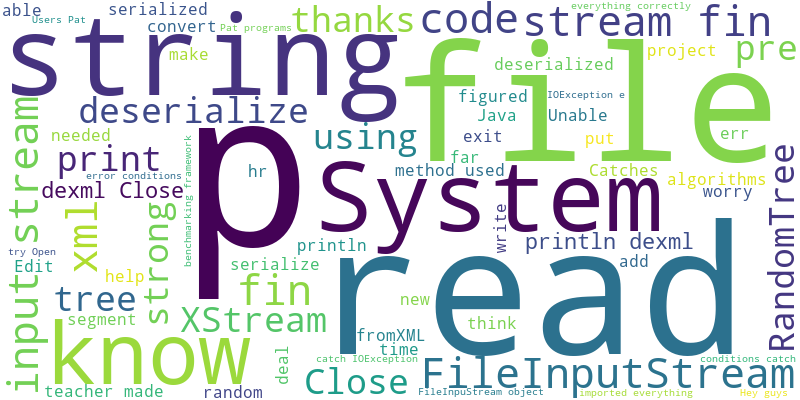 able
serialized
Users Pat
convert
Pat programs
thanks
code
stream fin
everything correctly
make
string
file
project
pre
deserialized
deserialize
figured
IOException e
Java
Unable
needed
using
exit
put
err
print
p
System
far
method used
Catches
algorithms
error conditions
benchmarking framework
hr
dexml Close
worry
RandomTree
input stream
xml
strong
write
println
println dexml
try Open
Edit
add
serialize
read
help
tree
fin
new
segment
XStream
think
know
fromXML
time
deal
catch IOException
conditions catch
FileInputStream
Close
teacher made
random
FileInpuStream object
imported everything
Hey guys